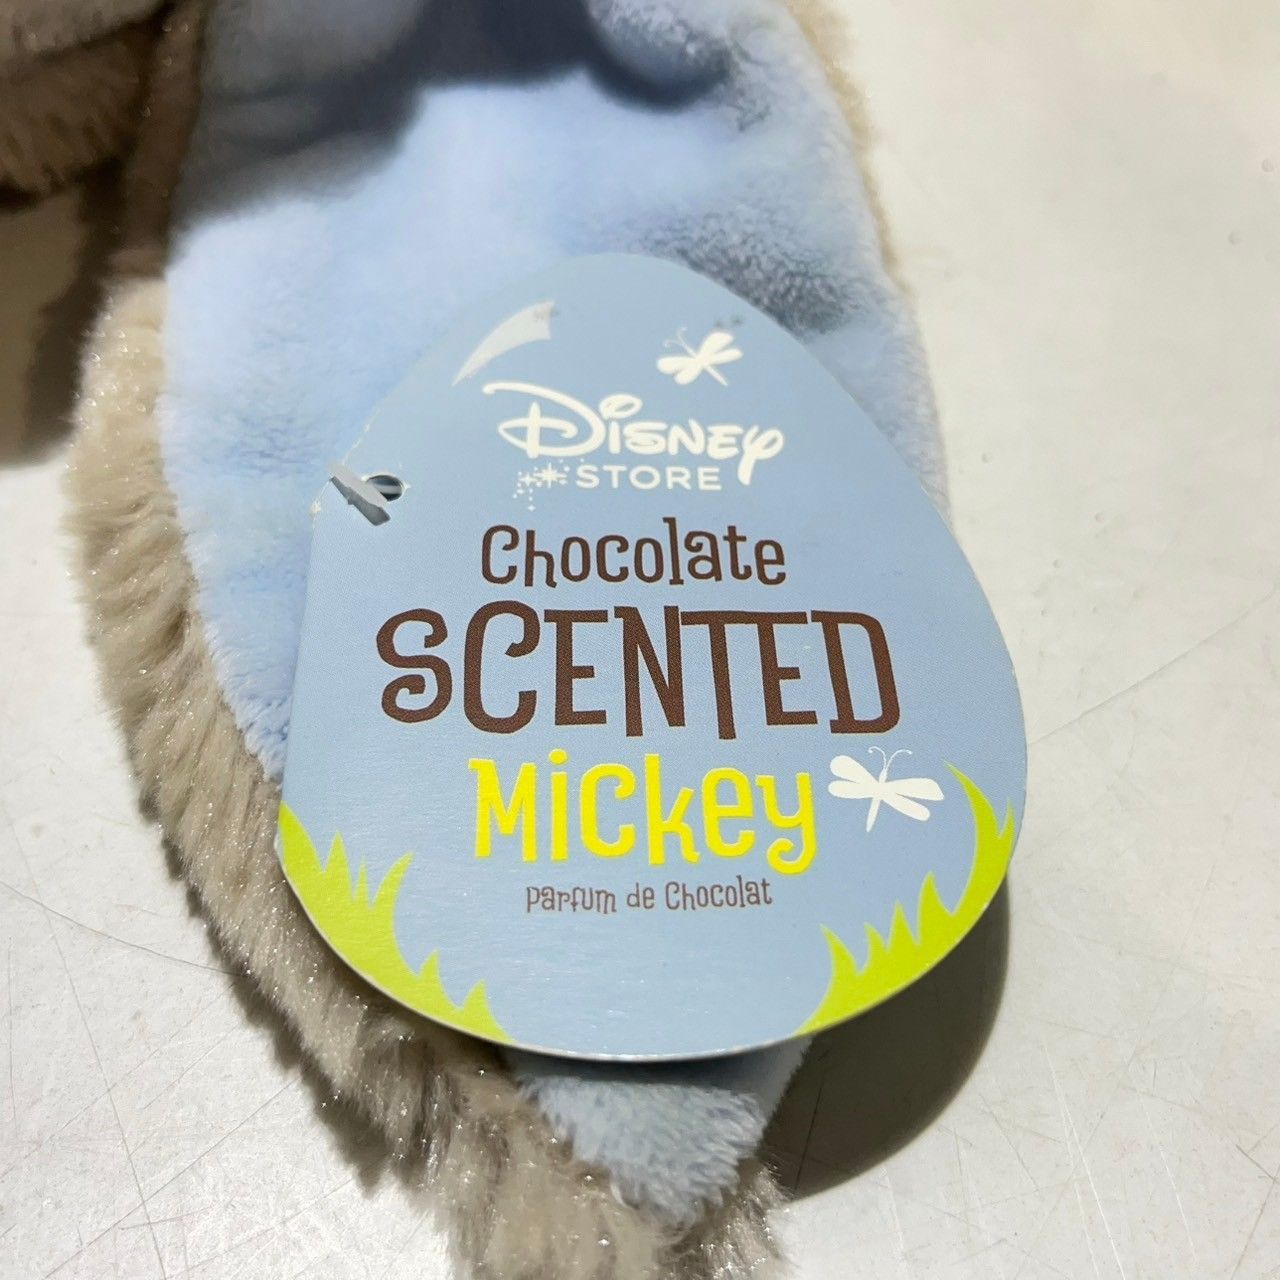 Disney
STORE
Chocolate
SCENTED
Mickey
Parfum de Chocolat